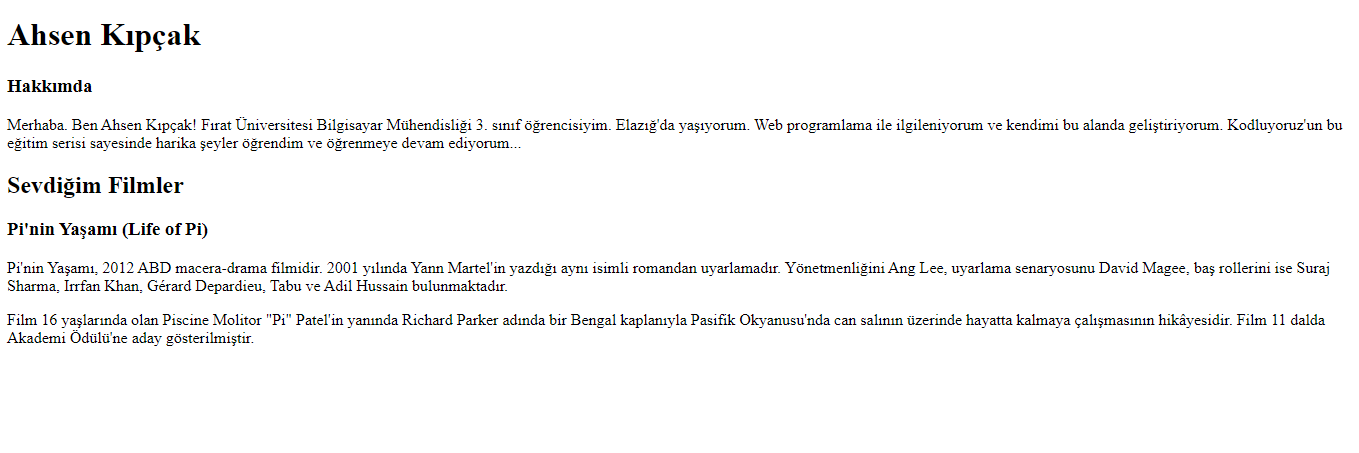 Ahsen Kıpçak
Hakkımda
Merhaba. Ben Ahsen Kıpçak! Fırat Üniversitesi Bilgisayar Mühendisliği 3. sınıf öğrencisiyim. Elazığ'da yaşıyorum. Web programlama ile ilgileniyorum ve kendimi bu alanda geliştiriyorum. Kodluyoruz'un bu
eğitim serisi sayesinde harika şeyler öğrendim ve öğrenmeye devam ediyorum...
Sevdiğim Filmler
Pi'nin Yaşamı (Life of Pi)
Pi'nin Yaşamı, 2012 ABD macera-drama filmidir. 2001 yılında Yann Martel'in yazdığı aynı isimli romandan uyarlamadır. Yönetmenliğini Ang Lee, uyarlama senaryosunu David Magee, baş rollerini ise Suraj
Sharma, Irrfan Khan, Gérard Depardieu, Tabu ve Adil Hussain bulunmaktadır.
Film 16 yaşlarında olan Piscine Molitor "Pi" Patel'in yanında Richard Parker adında bir Bengal kaplanıyla Pasifik Okyanusu'nda can salının üzerinde hayatta kalmaya çalışmasının hikâyesidir. Film 11 dalda
Akademi Ödülü'ne aday gösterilmiştir.